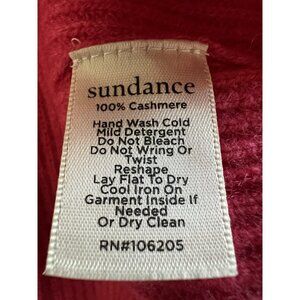 sundance
100% Cashmere
Hand Wash Cold
Mild Detergent
Do Not Bleach
Do Not Wring Or
Twist
Reshape
Lay Flat To Dry
Cool Iron On
Garment Inside If
Needed
Or Dry Clean
RN#106205